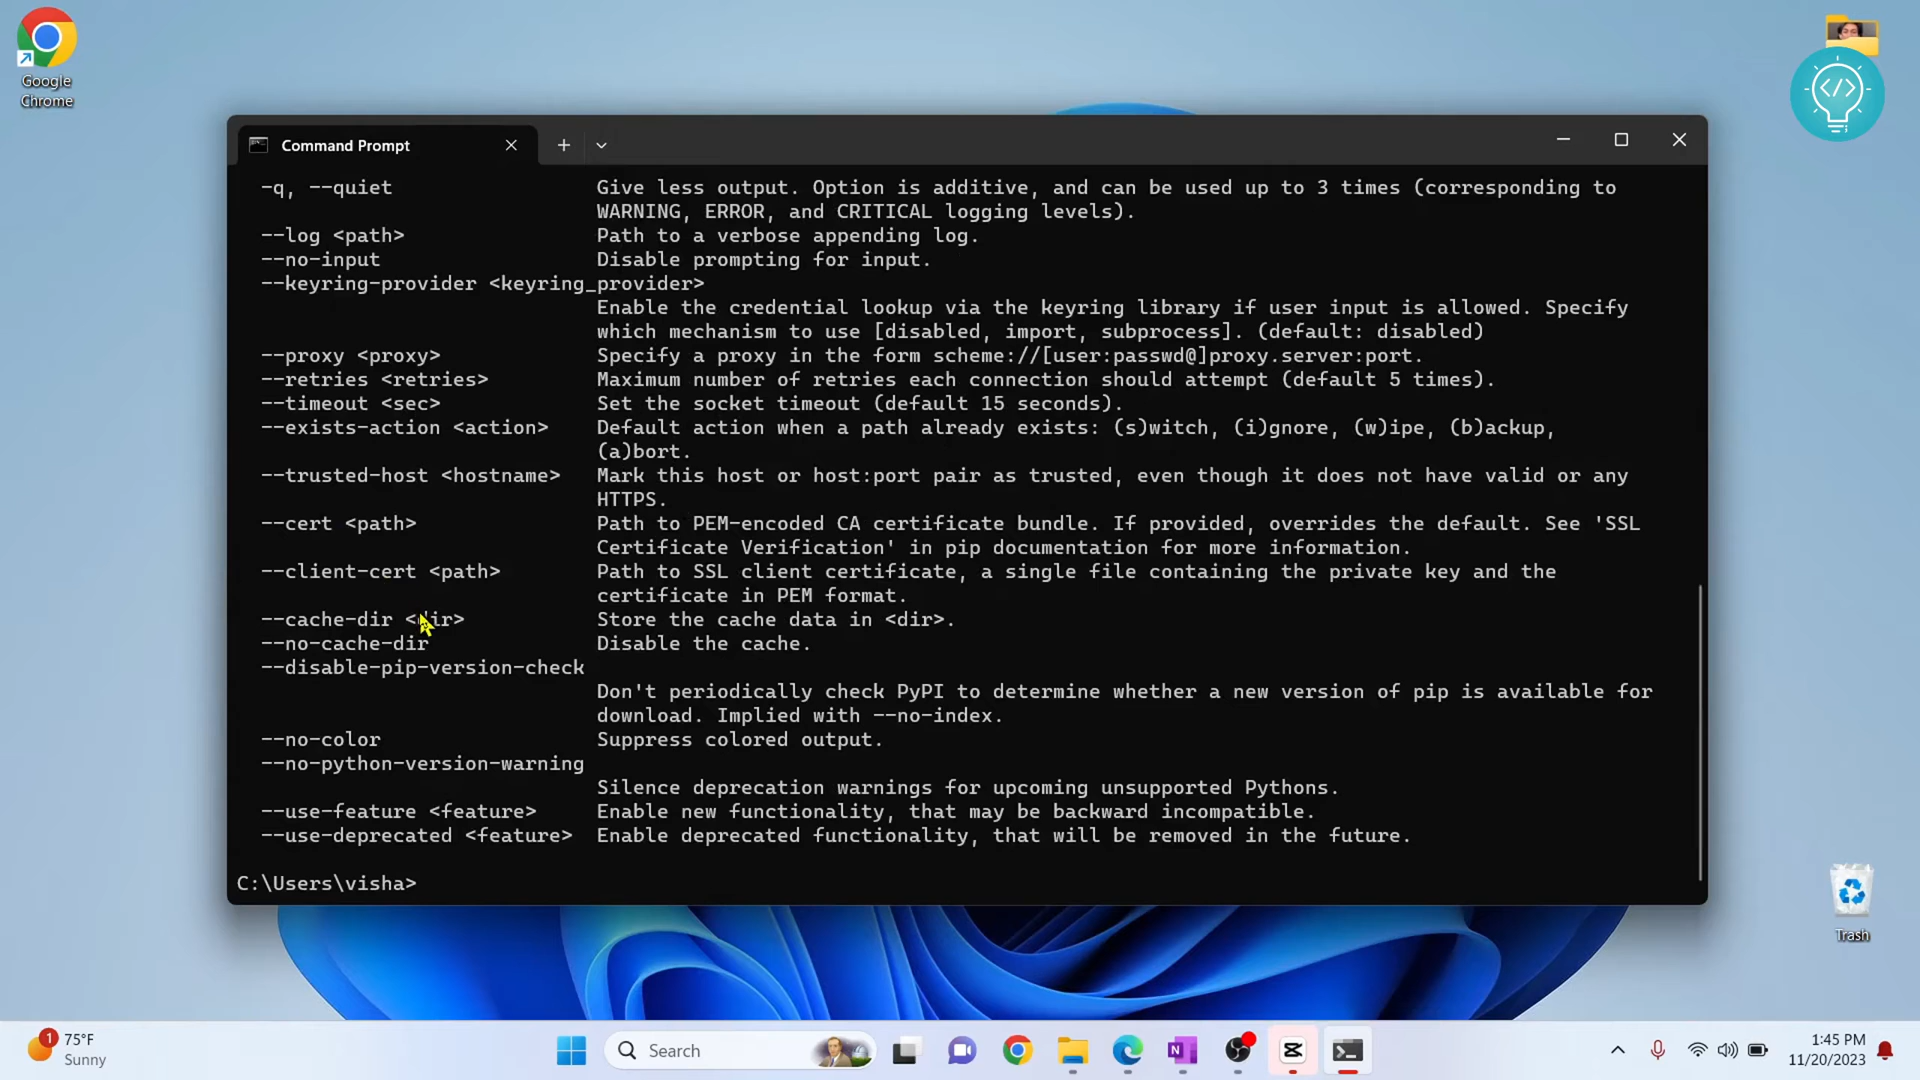 Google
Chrome
Command Prompt
-q, --quiet Give less output. Option is additive, and can be used up to 3 times (corresponding to
WARNING, ERROR, and CRITICAL logging levels).
--log <path> Path to a verbose appending log.
--no-input Disable prompting for input.
--keyring-provider <keyring_provider>
Enable the credential lookup via the keyring library if user input is allowed. Specify
which mechanism to use [disabled, import, subprocess]. (default: disabled)
--proxy <proxy> Specify a proxy in the form scheme://[user:passwd@]proxy.server:port.
--retries <retries> Maximum number of retries each connection should attempt (default 5 times).
--timeout <sec> Set the socket timeout (default 15 seconds).
--exists-action <action> Default action when a path already exists: (s)witch, (i)gnore, (w)ipe, (b)ackup,
(a)bort.
--trusted-host <hostname> Mark this host or host:port pair as trusted, even though it does not have valid or any
HTTPS.
--cert <path> Path to PEM-encoded CA certificate bundle. If provided, overrides the default. See 'SSL
Certificate Verification' in pip documentation for more information.
--client-cert <path> Path to SSL client certificate, a single file containing the private key and the
certificate in PEM format.
--cache-dir <dir> Store the cache data in <dir>.
--no-cache-dir Disable the cache.
--disable-pip-version-check
Don't periodically check PyPI to determine whether a new version of pip is available for
download. Implied with --no-index.
--no-color Suppress colored output.
--no-python-version-warning
Silence deprecation warnings for upcoming unsupported Pythons.
--use-feature <feature> Enable new functionality, that may be backward incompatible.
--use-deprecated <feature> Enable deprecated functionality, that will be removed in the future.
C:\Users\visha>
Trash
1
75°F
Sunny
Search
N
1:45 PM
11/20/2023